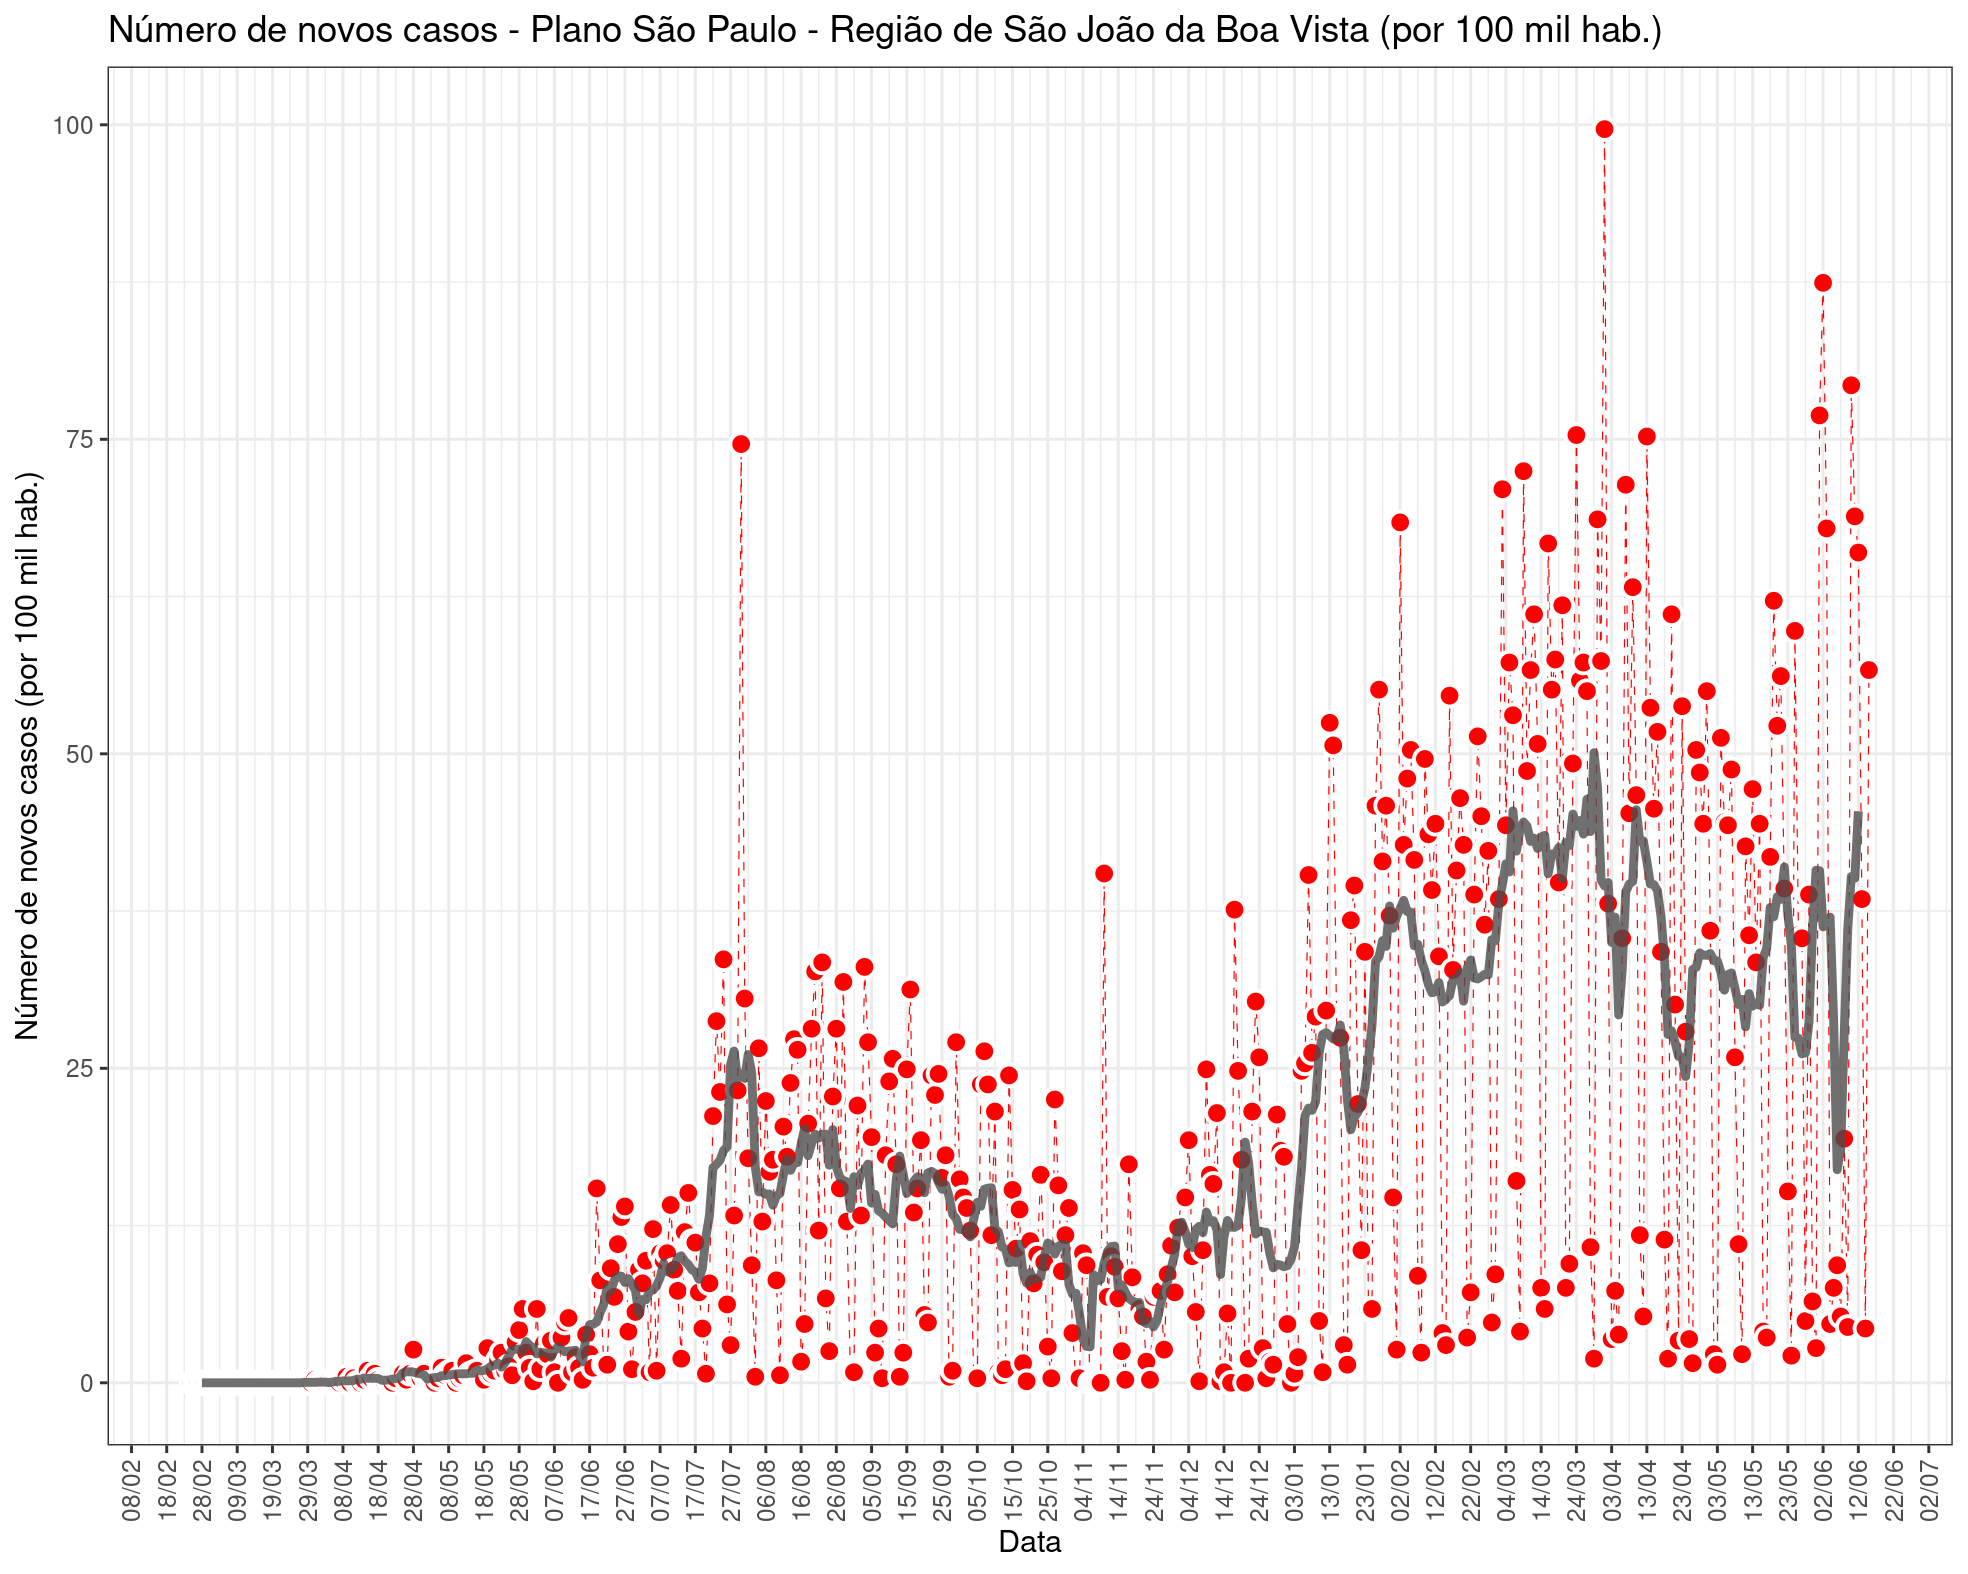 Número de novos casos - Plano São Paulo - Região de São João da Boa Vista (por 100 mil hab.)
Número de novos casos (por 100 mil hab.)
100
75
50
25
0
08/02 18/02 28/02 09/03 19/03 29/03 08/04 18/04 28/04 08/05 18/05 28/05 07/06 17/06 27/06 07/07 17/07 27/07 06/08 16/08 26/08 05/09 15/09 25/09 05/10 15/10 25/10 04/11 14/11 24/11 04/12 14/12 24/12 03/01 13/01 23/01 02/02 12/02 22/02 04/03 14/03 24/03 03/04 13/04 23/04 03/05 13/05 23/05 02/06 12/06 22/06 02/07
Data